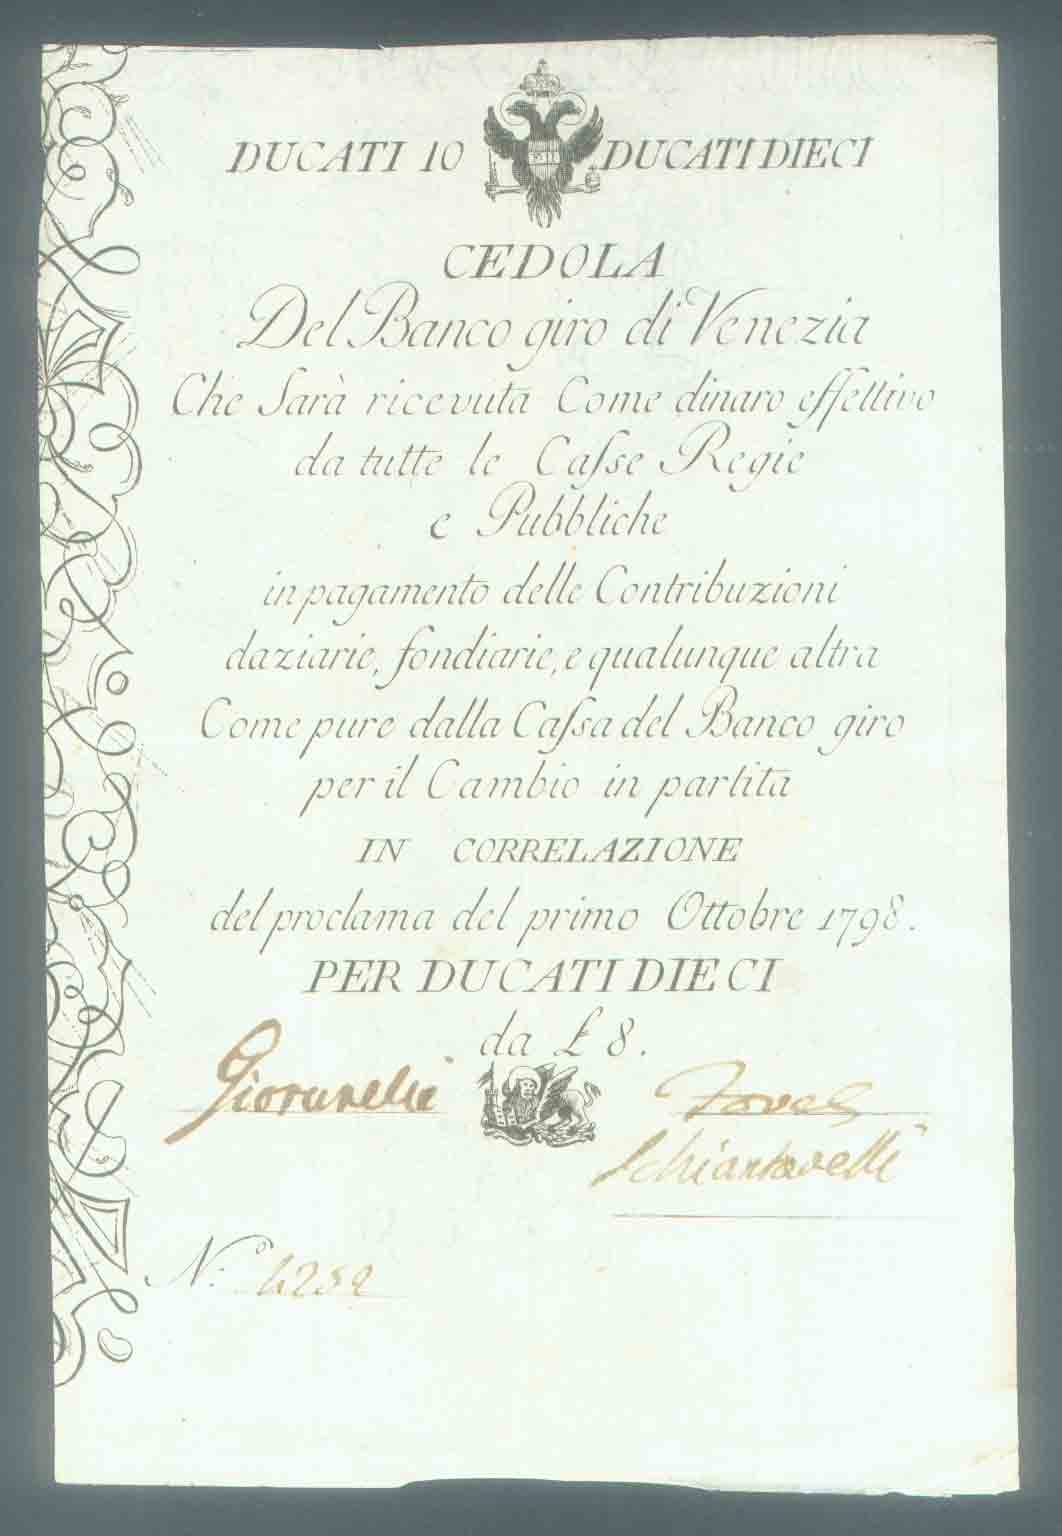 DUCATI 10 DUCATI DIECI
CEDOLA
Del Banco giro di Venezia
Che Sarà ricevuta Come dinaro effettivo
da tutte le Caſse Regie
e Pubbliche
in pagamento delle Contribuzioni
daziarie, fondiarie, e qualunque altra
Come pure dalla Caſsa del Banco giro
per il Cambio in partita
IN CORRELAZIONE
del proclama del primo Ottobre 1798.
PER DUCATI DIECI
da £ 8.
Schiantarelli
N.º